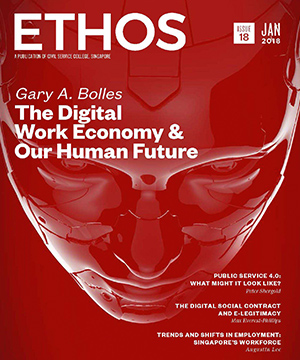 ETHOS
A PUBLICATION OF CIVIL SERVICE COLLEGE, SINGAPORE
ISSUE
18
JAN
2018
Gary A. Bolles
The Digital
Work Economy &
Our Human Future
PUBLIC SERVICE 4.0:
WHAT MIGHT IT LOOK LIKE?
Peter Shergold
THE DIGITAL SOCIAL CONTRACT
AND E-LEGITIMACY
Max Everest-Phillips
TRENDS AND SHIFTS IN EMPLOYMENT:
SINGAPORE'S WORKFORCE
Augustin Lee